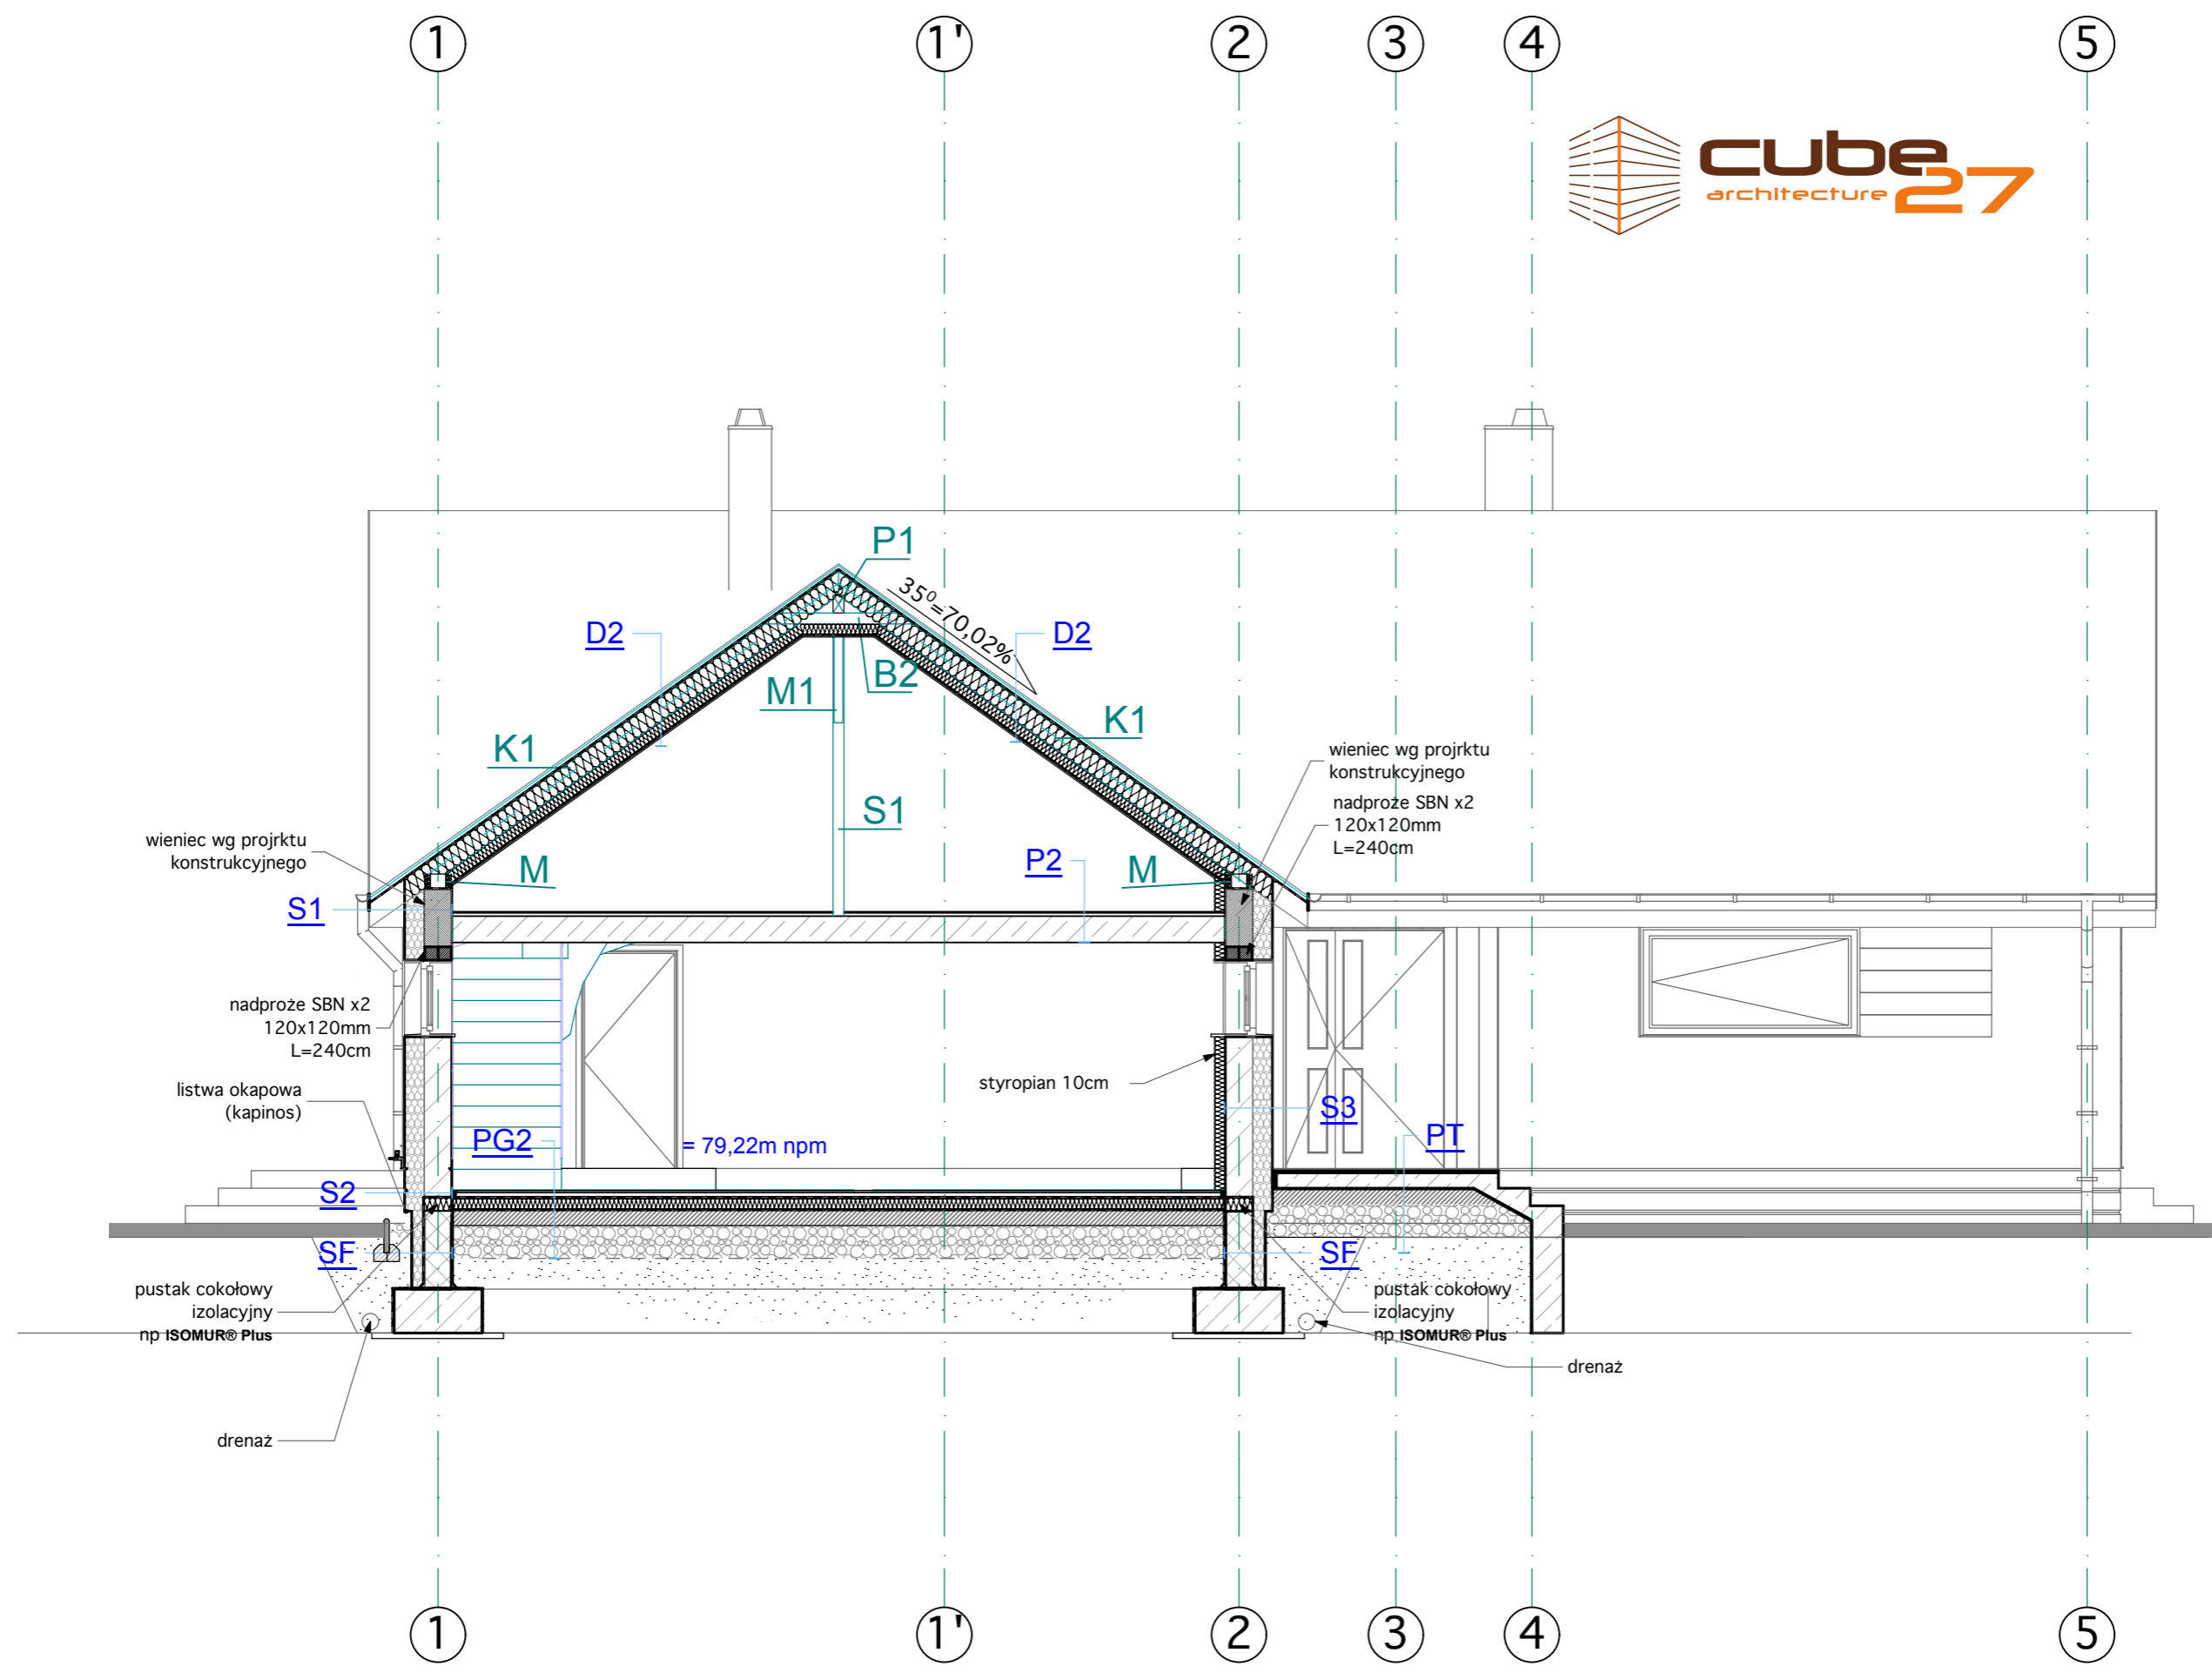 1
1'
2
3
4
5
cube
architecture 27
P1
35⁰=70,02%
D2
D2
B2
M1
K1
K1
wieniec wg projrktu
konstrukcyjnego
S1
nadproże SBN x2
120x120mm
L=240cm
wieniec wg projrktu
konstrukcyjnego
M
P2
M
S1
nadproże SBN x2
120x120mm
L=240cm
styropian 10cm
listwa okapowa
(kapinos)
S3
PG2
= 79,22m npm
PT
S2
SF
SF
pustak cokołowy
izolacyjny
np ISOMUR® Plus
pustak cokołowy
izolacyjny
np ISOMUR® Plus
drenaż
drenaż
1
1'
2
3
4
5